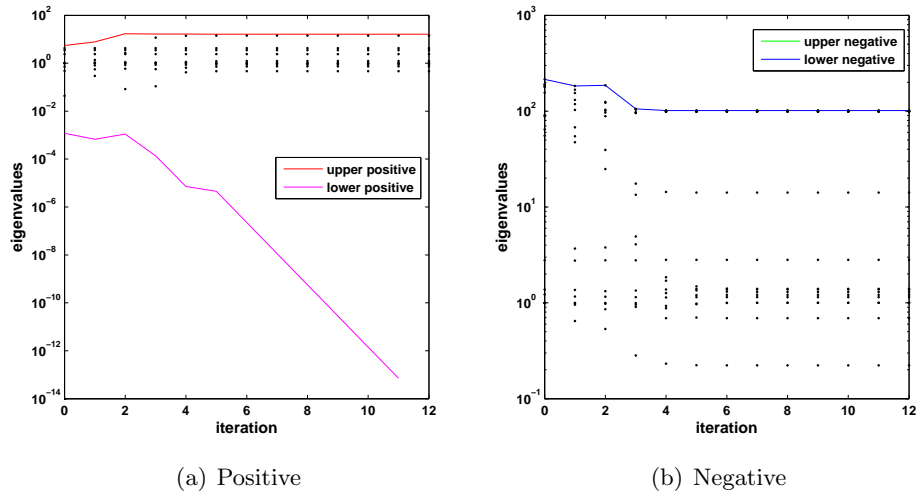 10^2
10^0
10^-2
10^-4
10^-6
10^-8
10^-10
10^-12
10^-14
eigenvalues
upper positive
lower positive
0 2 4 6 8 10 12
iteration
(a) Positive
10^3
10^2
10^1
10^0
10^-1
eigenvalues
upper negative
lower negative
0 2 4 6 8 10 12
iteration
(b) Negative